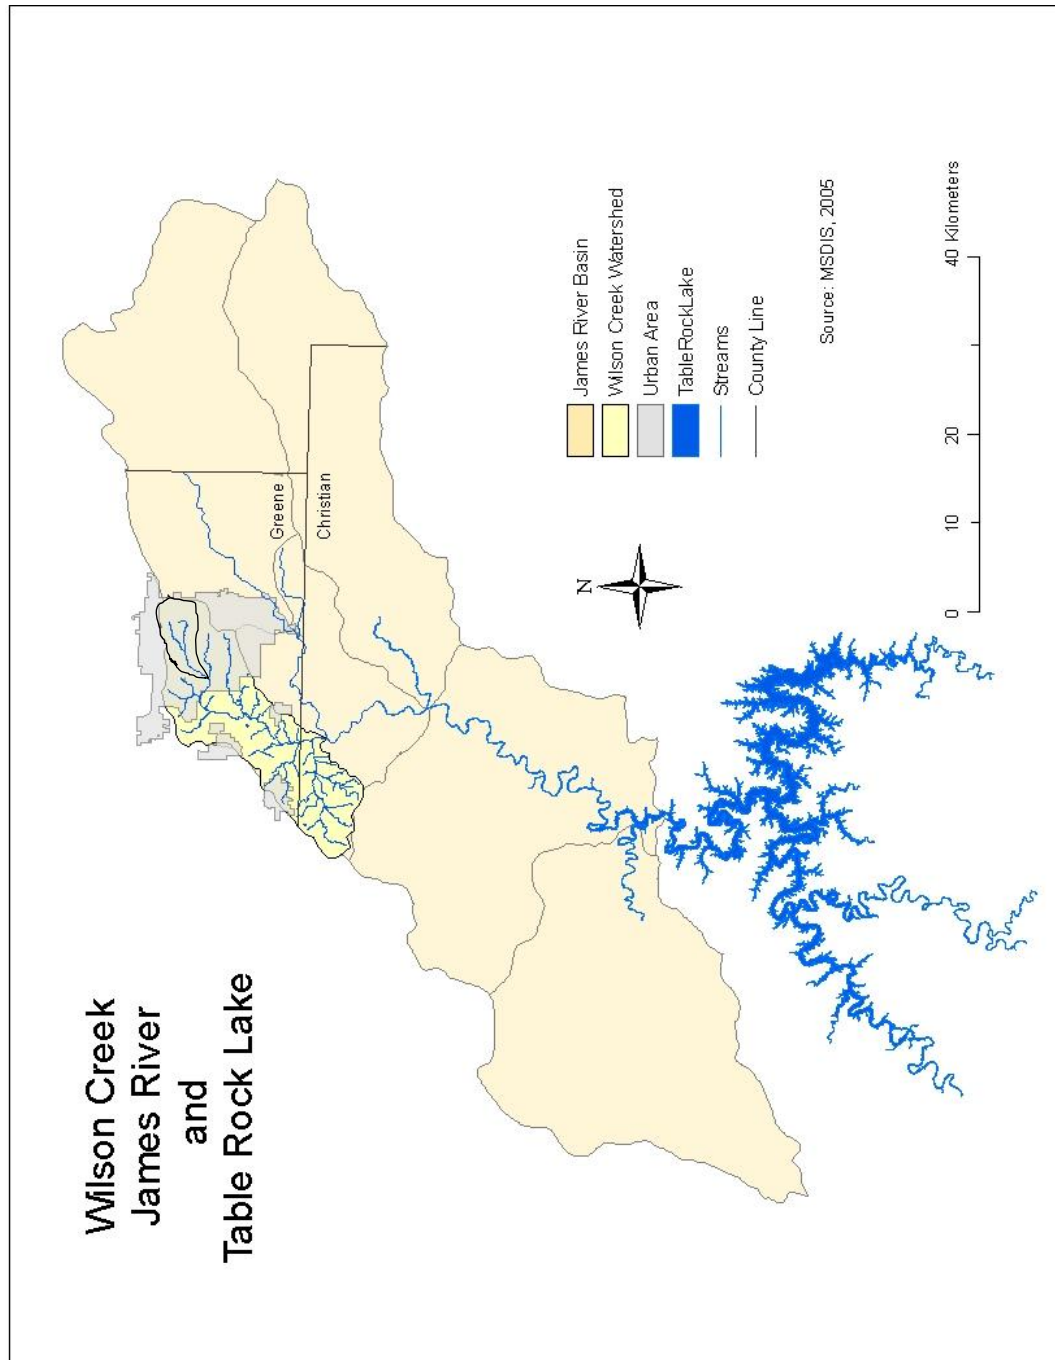 Wilson Creek
James River
and
Table Rock Lake
Greene
Christian
N
James River Basin
Wilson Creek Watershed
Urban Area
TableRockLake
Streams
County Line
Source: MSDIS, 2005
0 10 20 40 Kilometers